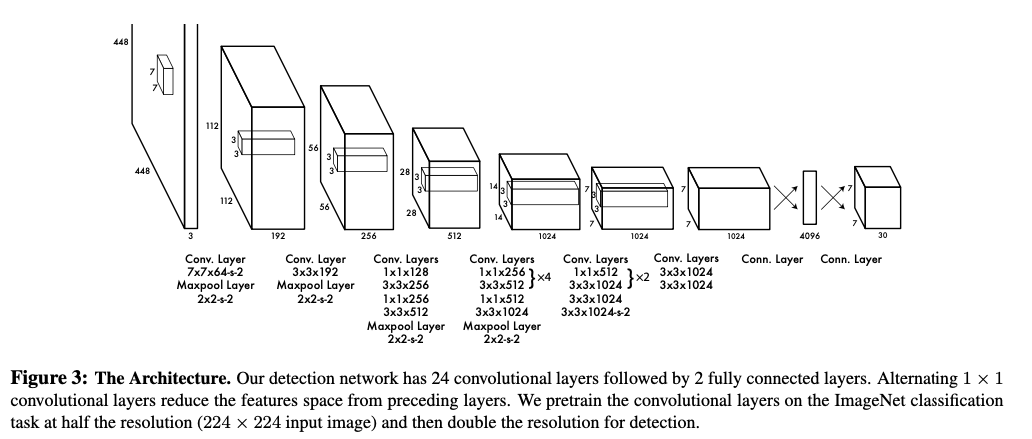 448
7
7
448
3
112
3
3
112
192
56
3
3
56
256
28
3
3
28
512
14
3
3
14
1024
7
3
3
7
1024
7
7
1024
4096
7
7
30
Conv. Layer
7x7x64-s-2
Maxpool Layer
2x2-s-2
Conv. Layer
3x3x192
Maxpool Layer
2x2-s-2
Conv. Layers
1x1x128
3x3x256
1x1x256
3x3x512
Maxpool Layer
2x2-s-2
Conv. Layers
1x1x256
3x3x512
}×4
1x1x512
3x3x1024
Maxpool Layer
2x2-s-2
Conv. Layers
1x1x512
3x3x1024
}×2
3x3x1024
3x3x1024-s-2
Conv. Layers
3x3x1024
3x3x1024
Conn. Layer
Conn. Layer
Figure 3: The Architecture. Our detection network has 24 convolutional layers followed by 2 fully connected layers. Alternating 1 × 1
convolutional layers reduce the features space from preceding layers. We pretrain the convolutional layers on the ImageNet classification
task at half the resolution (224 × 224 input image) and then double the resolution for detection.